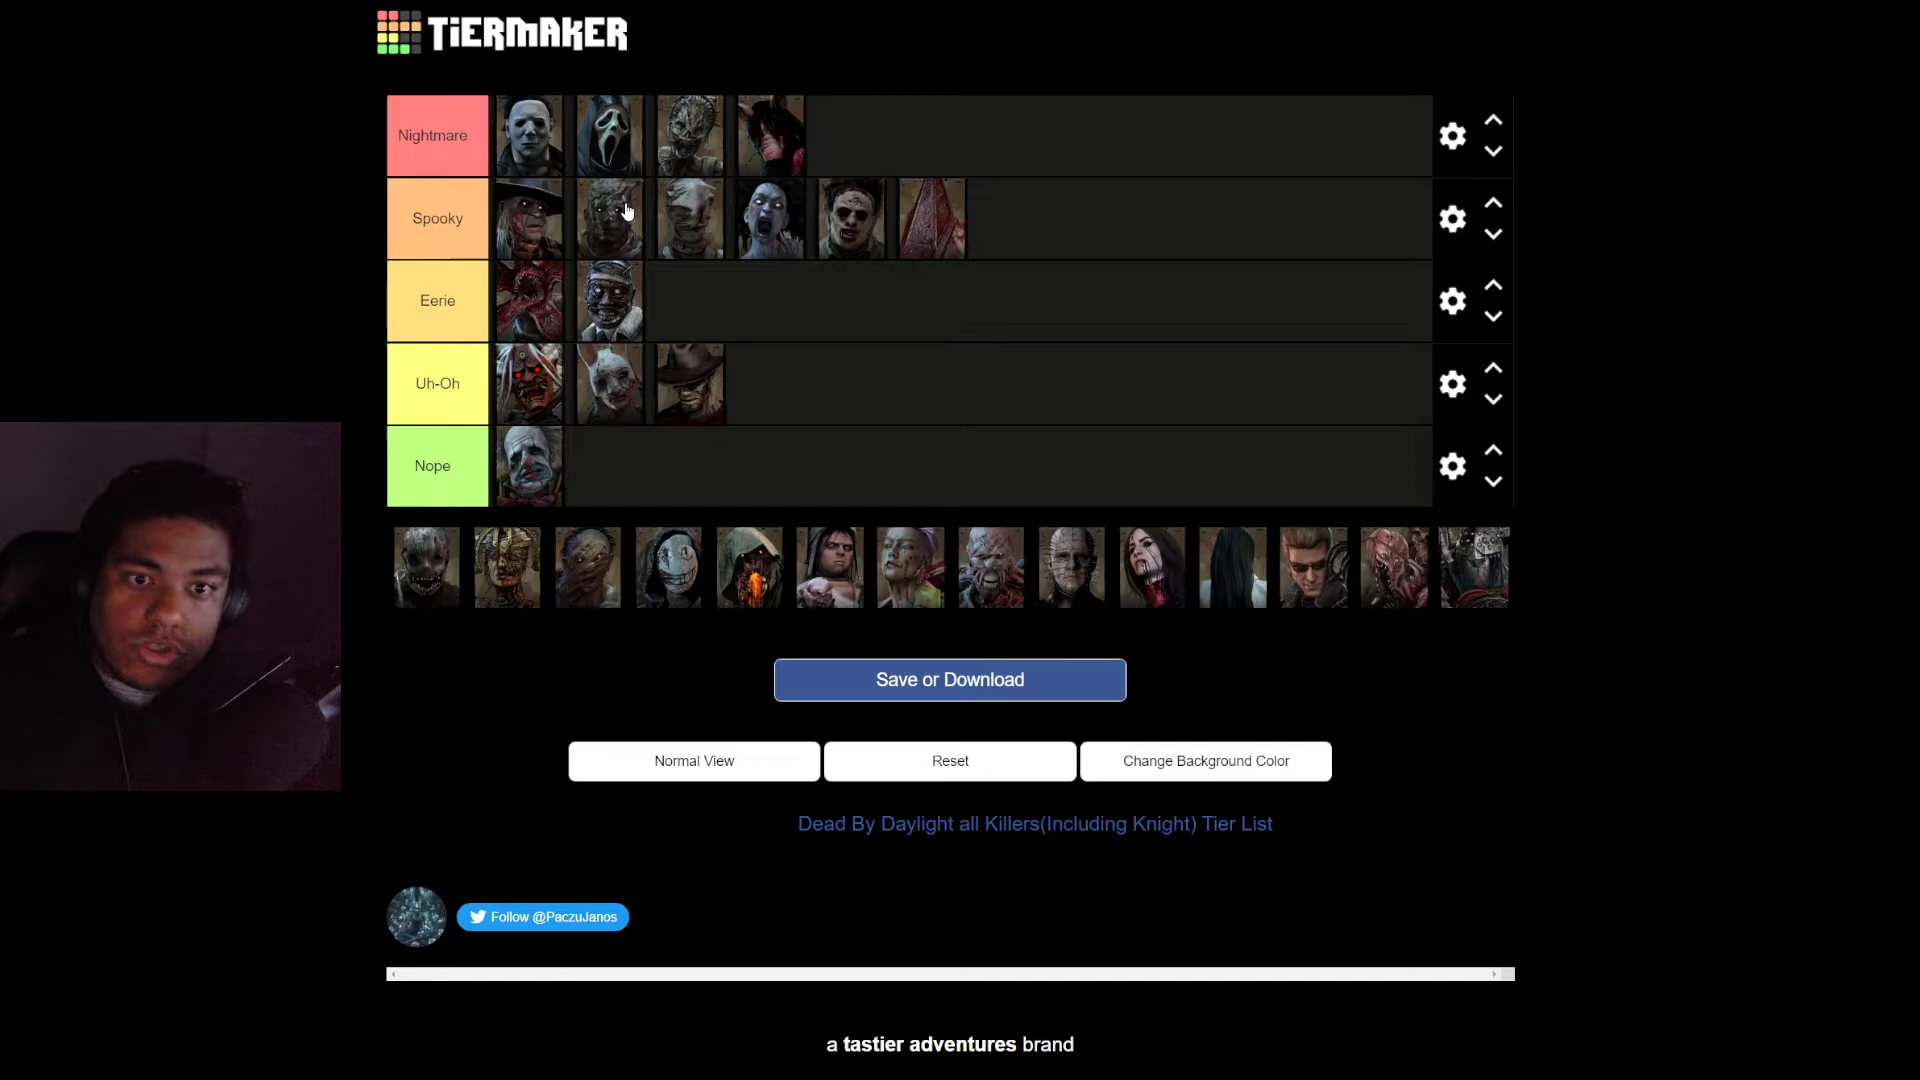 TiERMAKER
Nightmare
Spooky
Eerie
Uh-Oh
Nope
Save or Download
Normal View
Reset
Change Background Color
Dead By Daylight all Killers(Including Knight) Tier List
Follow @PaczuJanos
a tastier adventures brand